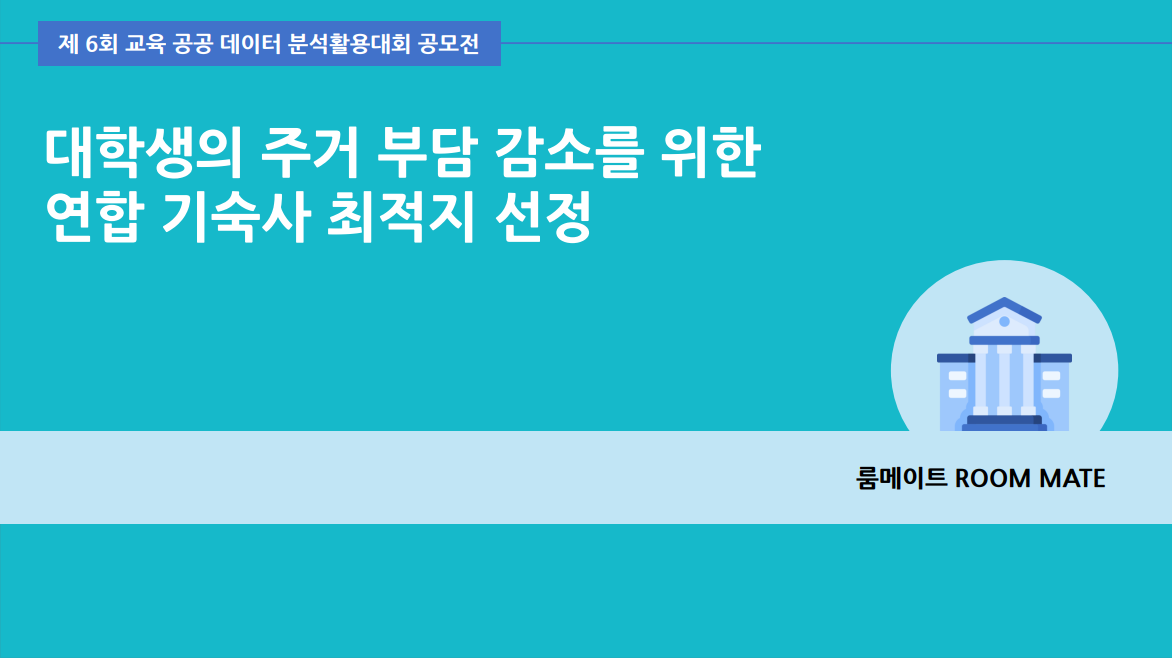 제 6회 교육 공공 데이터 분석활용대회 공모전
대학생의 주거 부담 감소를 위한
연합 기숙사 최적지 선정
룸메이트 ROOM MATE